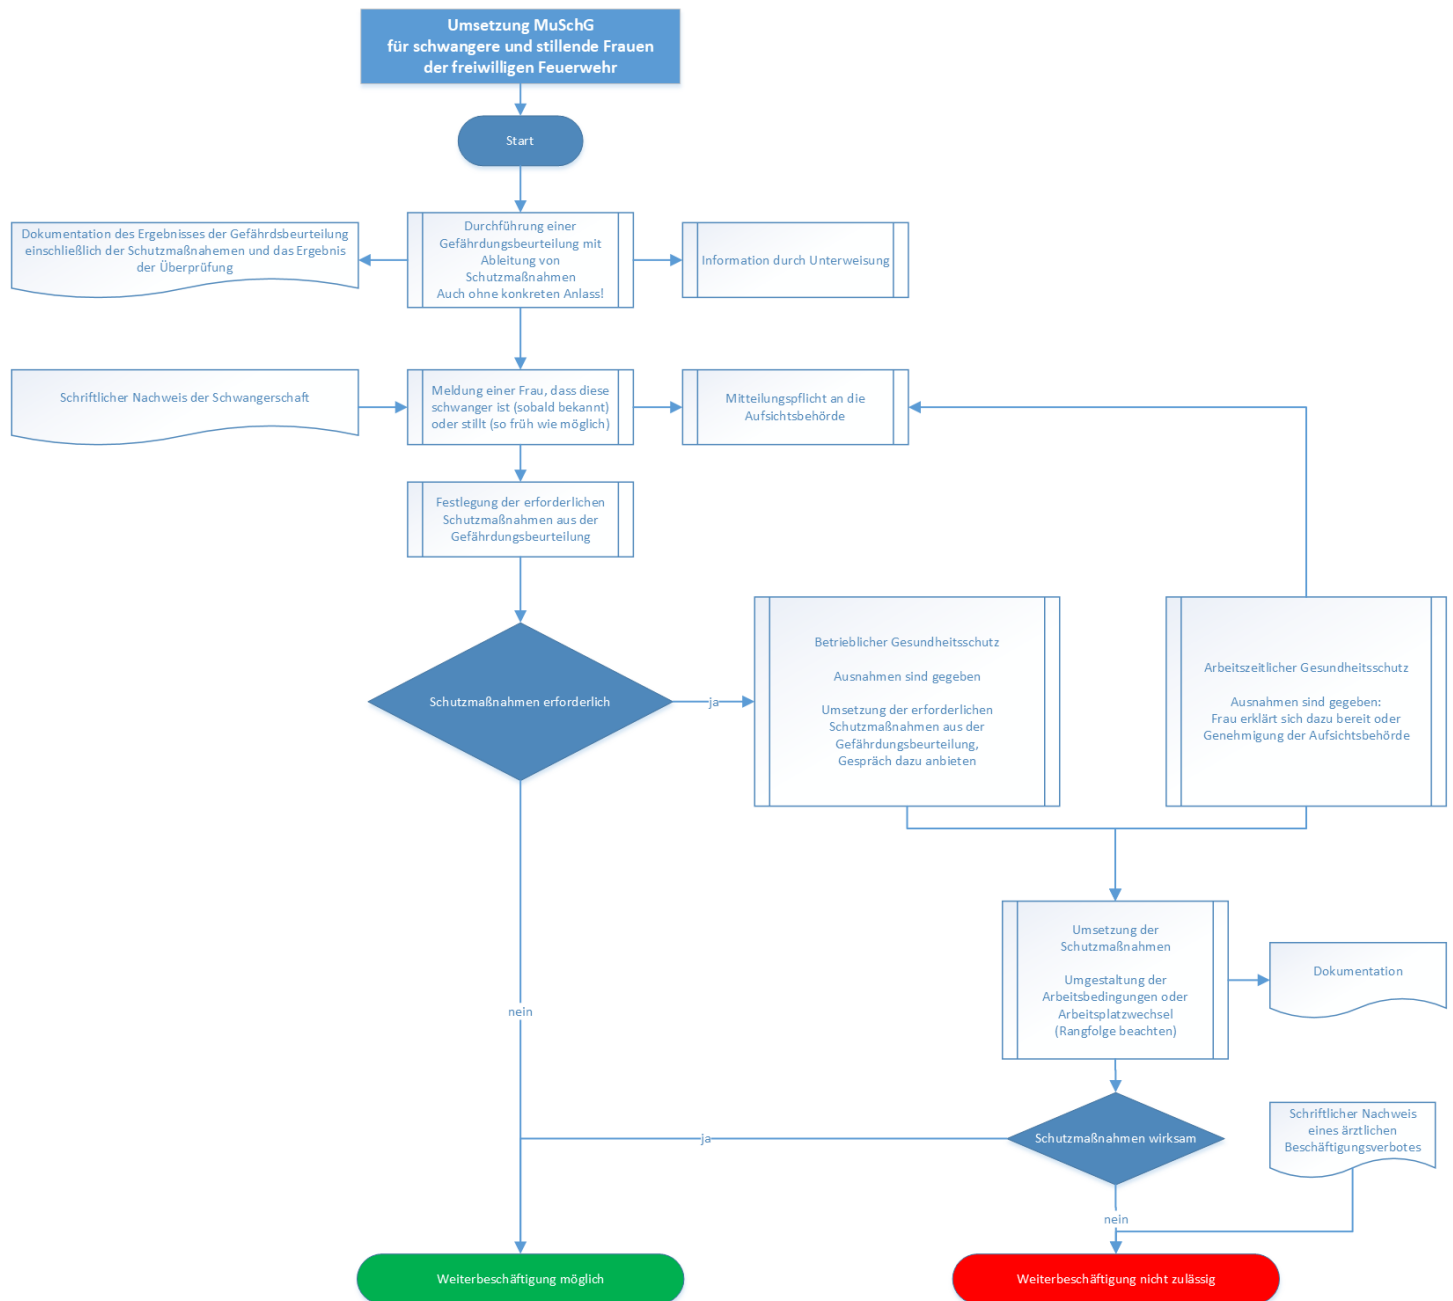 Umsetzung MuSchG
für schwangere und stillende Frauen
der freiwilligen Feuerwehr
Start
Dokumentation des Ergebnisses der Gefährdsbeurteilung
einschließlich der Schutzmaßnahemen und das Ergebnis
der Überprüfung
Durchführung einer
Gefährdungsbeurteilung mit
Ableitung von
Schutzmaßnahmen
Auch ohne konkreten Anlass!
Information durch Unterweisung
Schriftlicher Nachweis der Schwangerschaft
Meldung einer Frau, dass diese
schwanger ist (sobald bekannt)
oder stillt (so früh wie möglich)
Mitteilungspflicht an die
Aufsichtsbehörde
Festlegung der erforderlichen
Schutzmaßnahmen aus der
Gefährdungsbeurteilung
Schutzmaßnahmen erforderlich
ja
Betrieblicher Gesundheitsschutz
Ausnahmen sind gegeben
Umsetzung der erforderlichen
Schutzmaßnahmen aus der
Gefährdungsbeurteilung,
Gespräch dazu anbieten
Arbeitszeitlicher Gesundheitsschutz
Ausnahmen sind gegeben:
Frau erklärt sich dazu bereit oder
Genehmigung der Aufsichtsbehörde
Umsetzung der
Schutzmaßnahmen
Umgestaltung der
Arbeitsbedingungen oder
Arbeitsplatzwechsel
(Rangfolge beachten)
Dokumentation
nein
Schutzmaßnahmen wirksam
ja
Schriftlicher Nachweis
eines ärztlichen
Beschäftigungsverbotes
nein
Weiterbeschäftigung möglich
Weiterbeschäftigung nicht zulässig